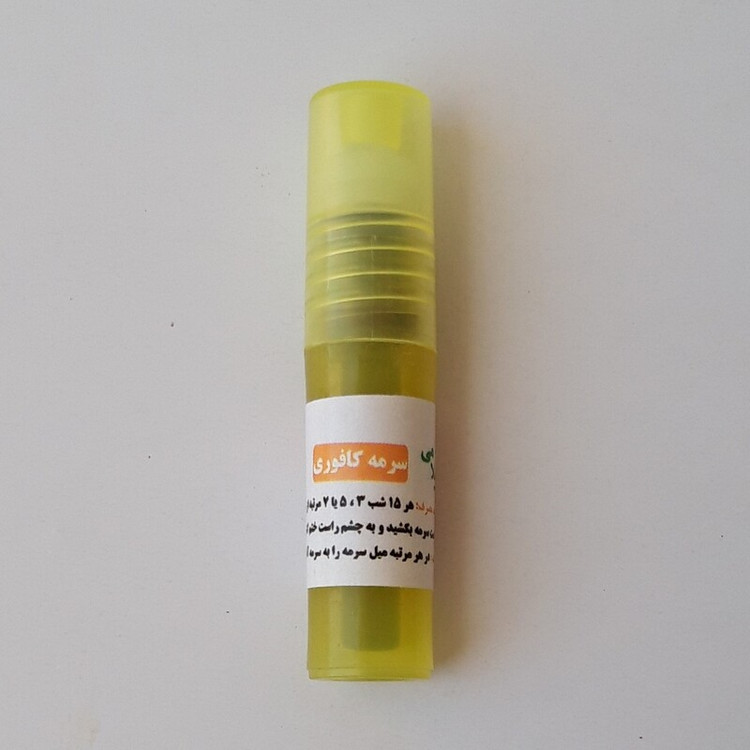 سرمه کافوری
هر ۱۵ شب ۳ ، ۵ یا ۷ مرتبه
سرمه بکشید و به چشم راست
در هر مرتبه میل سرمه را به سرمه